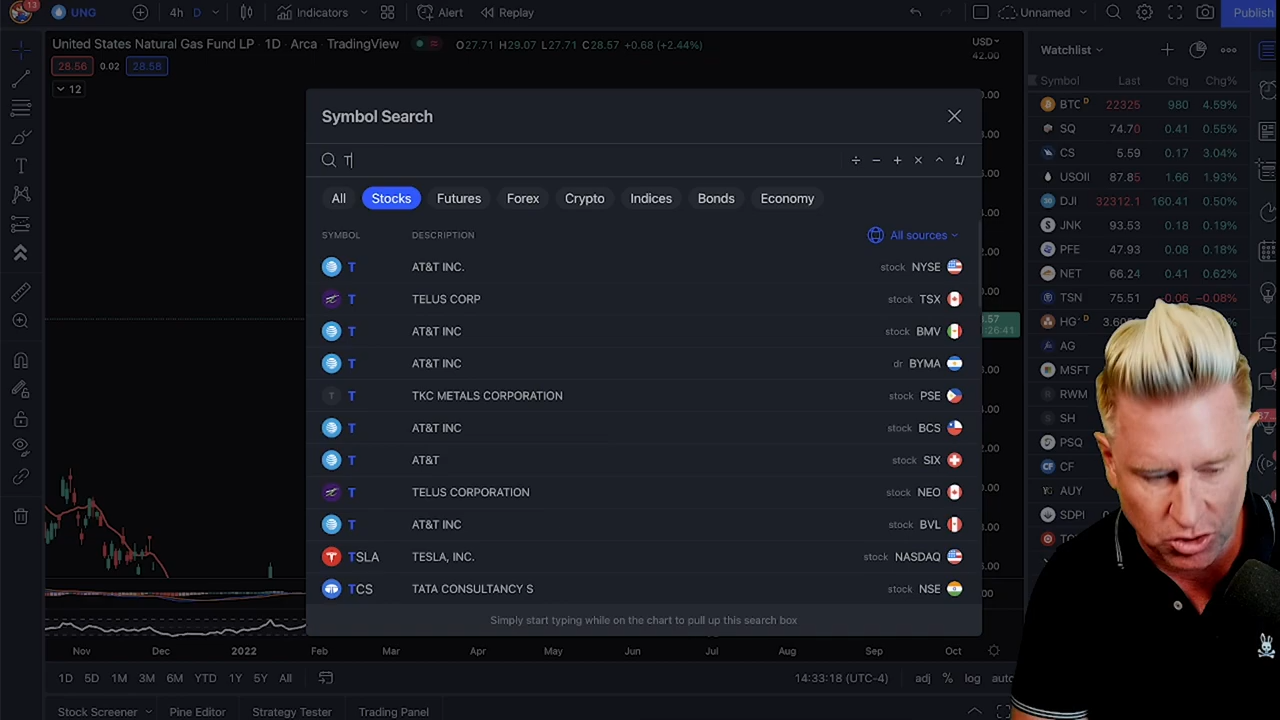 13 UNG 4h D Indicators Alert Replay Unnamed Publish
United States Natural Gas Fund LP · 1D · Arca · TradingView O27.71 H29.07 L27.71 C28.57 +0.68 (+2.44%) USD
28.56 0.02 28.58
12
42.00
Symbol Search
T
1/
All Stocks Futures Forex Crypto Indices Bonds Economy
SYMBOL DESCRIPTION All sources
T AT&T INC. stock NYSE
T TELUS CORP stock TSX
T AT&T INC stock BMV
T AT&T INC dr BYMA
T TKC METALS CORPORATION stock PSE
T AT&T INC stock BCS
T AT&T stock SIX
T TELUS CORPORATION stock NEO
T AT&T INC stock BVL
TSLA TESLA, INC. stock NASDAQ
TCS TATA CONSULTANCY S stock NSE
Simply start typing while on the chart to pull up this search box
Watchlist
Symbol Last Chg Chg%
BTC D 22325 980 4.59%
SQ 74.70 0.41 0.55%
CS 5.59 0.17 3.04%
USOIL 87.85 1.66 1.93%
DJI 32312.1 160.41 0.50%
JNK 93.53 0.18 0.19%
PFE 47.93 0.08 0.18%
NET 66.24 0.41 0.62%
TSN 75.51 −0.06 −0.08%
HG D
AG
MSFT
RWM
SH
PSQ
CF
AUY
SDPI
Nov Dec 2022 Feb Mar Apr May Jun Jul Aug Sep Oct
1D 5D 1M 3M 6M YTD 1Y 5Y All 14:33:18 (UTC-4) adj % log auto
Stock Screener Pine Editor Strategy Tester Trading Panel